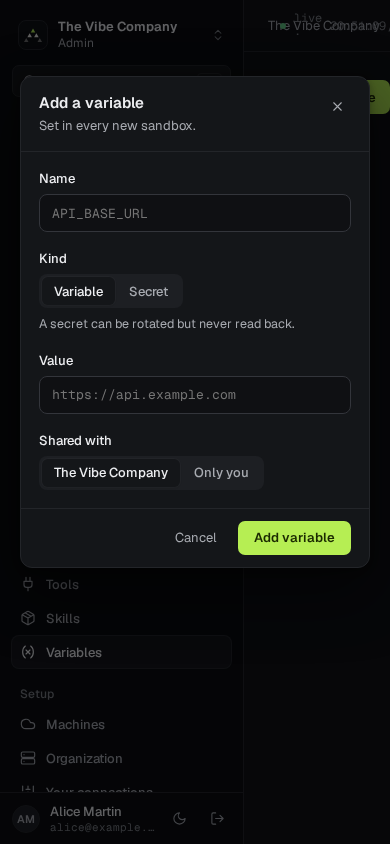 The Vibe Company
Admin
live
The Vibe Company
Add a variable
Set in every new sandbox.
Name
API_BASE_URL
Kind
Variable
Secret
A secret can be rotated but never read back.
Value
https://api.example.com
Shared with
The Vibe Company
Only you
Cancel
Add variable
Tools
Skills
Variables
Setup
Machines
Organization
Your connections
AM
Alice Martin
alice@example.…